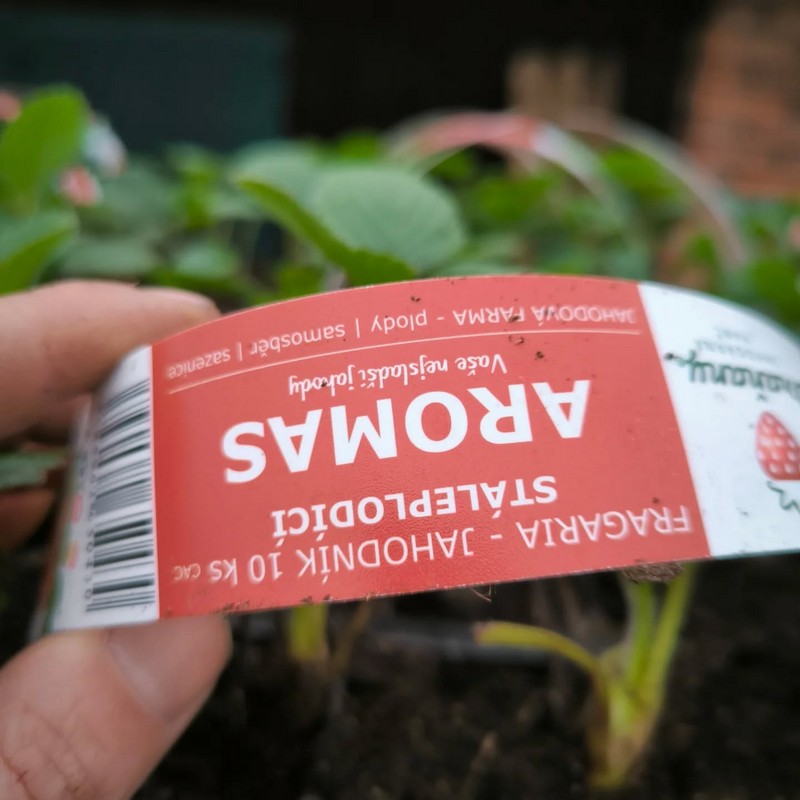 FRAGARIA - JAHODNÍK 10 ks CAC
STÁLEPLODÍCÍ
AROMAS
Vaše nejsladší jahody
JAHODOVÁ FARMA - plody | samosběr | sazenice